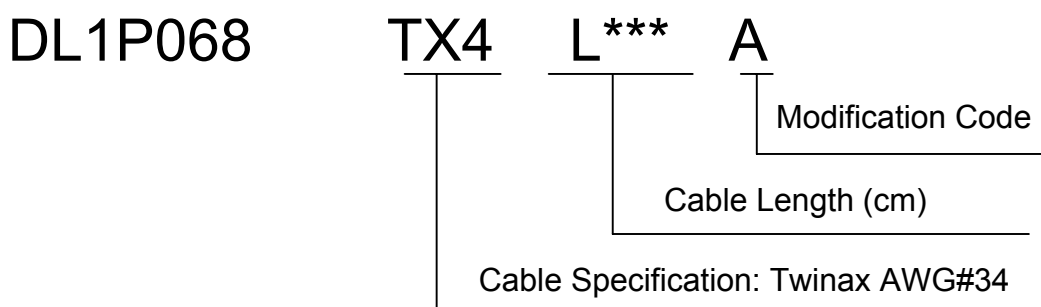 DL1P068 TX4 L*** A
Modification Code
Cable Length (cm)
Cable Specification: Twinax AWG#34